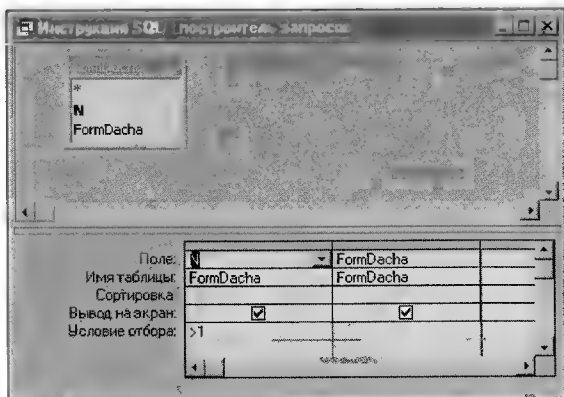 Инструкция SQL : построитель запросов
*
N
FormDacha
Поле: N FormDacha
Имя таблицы: FormDacha FormDacha
Сортировка:
Вывод на экран:
Условие отбора: >1